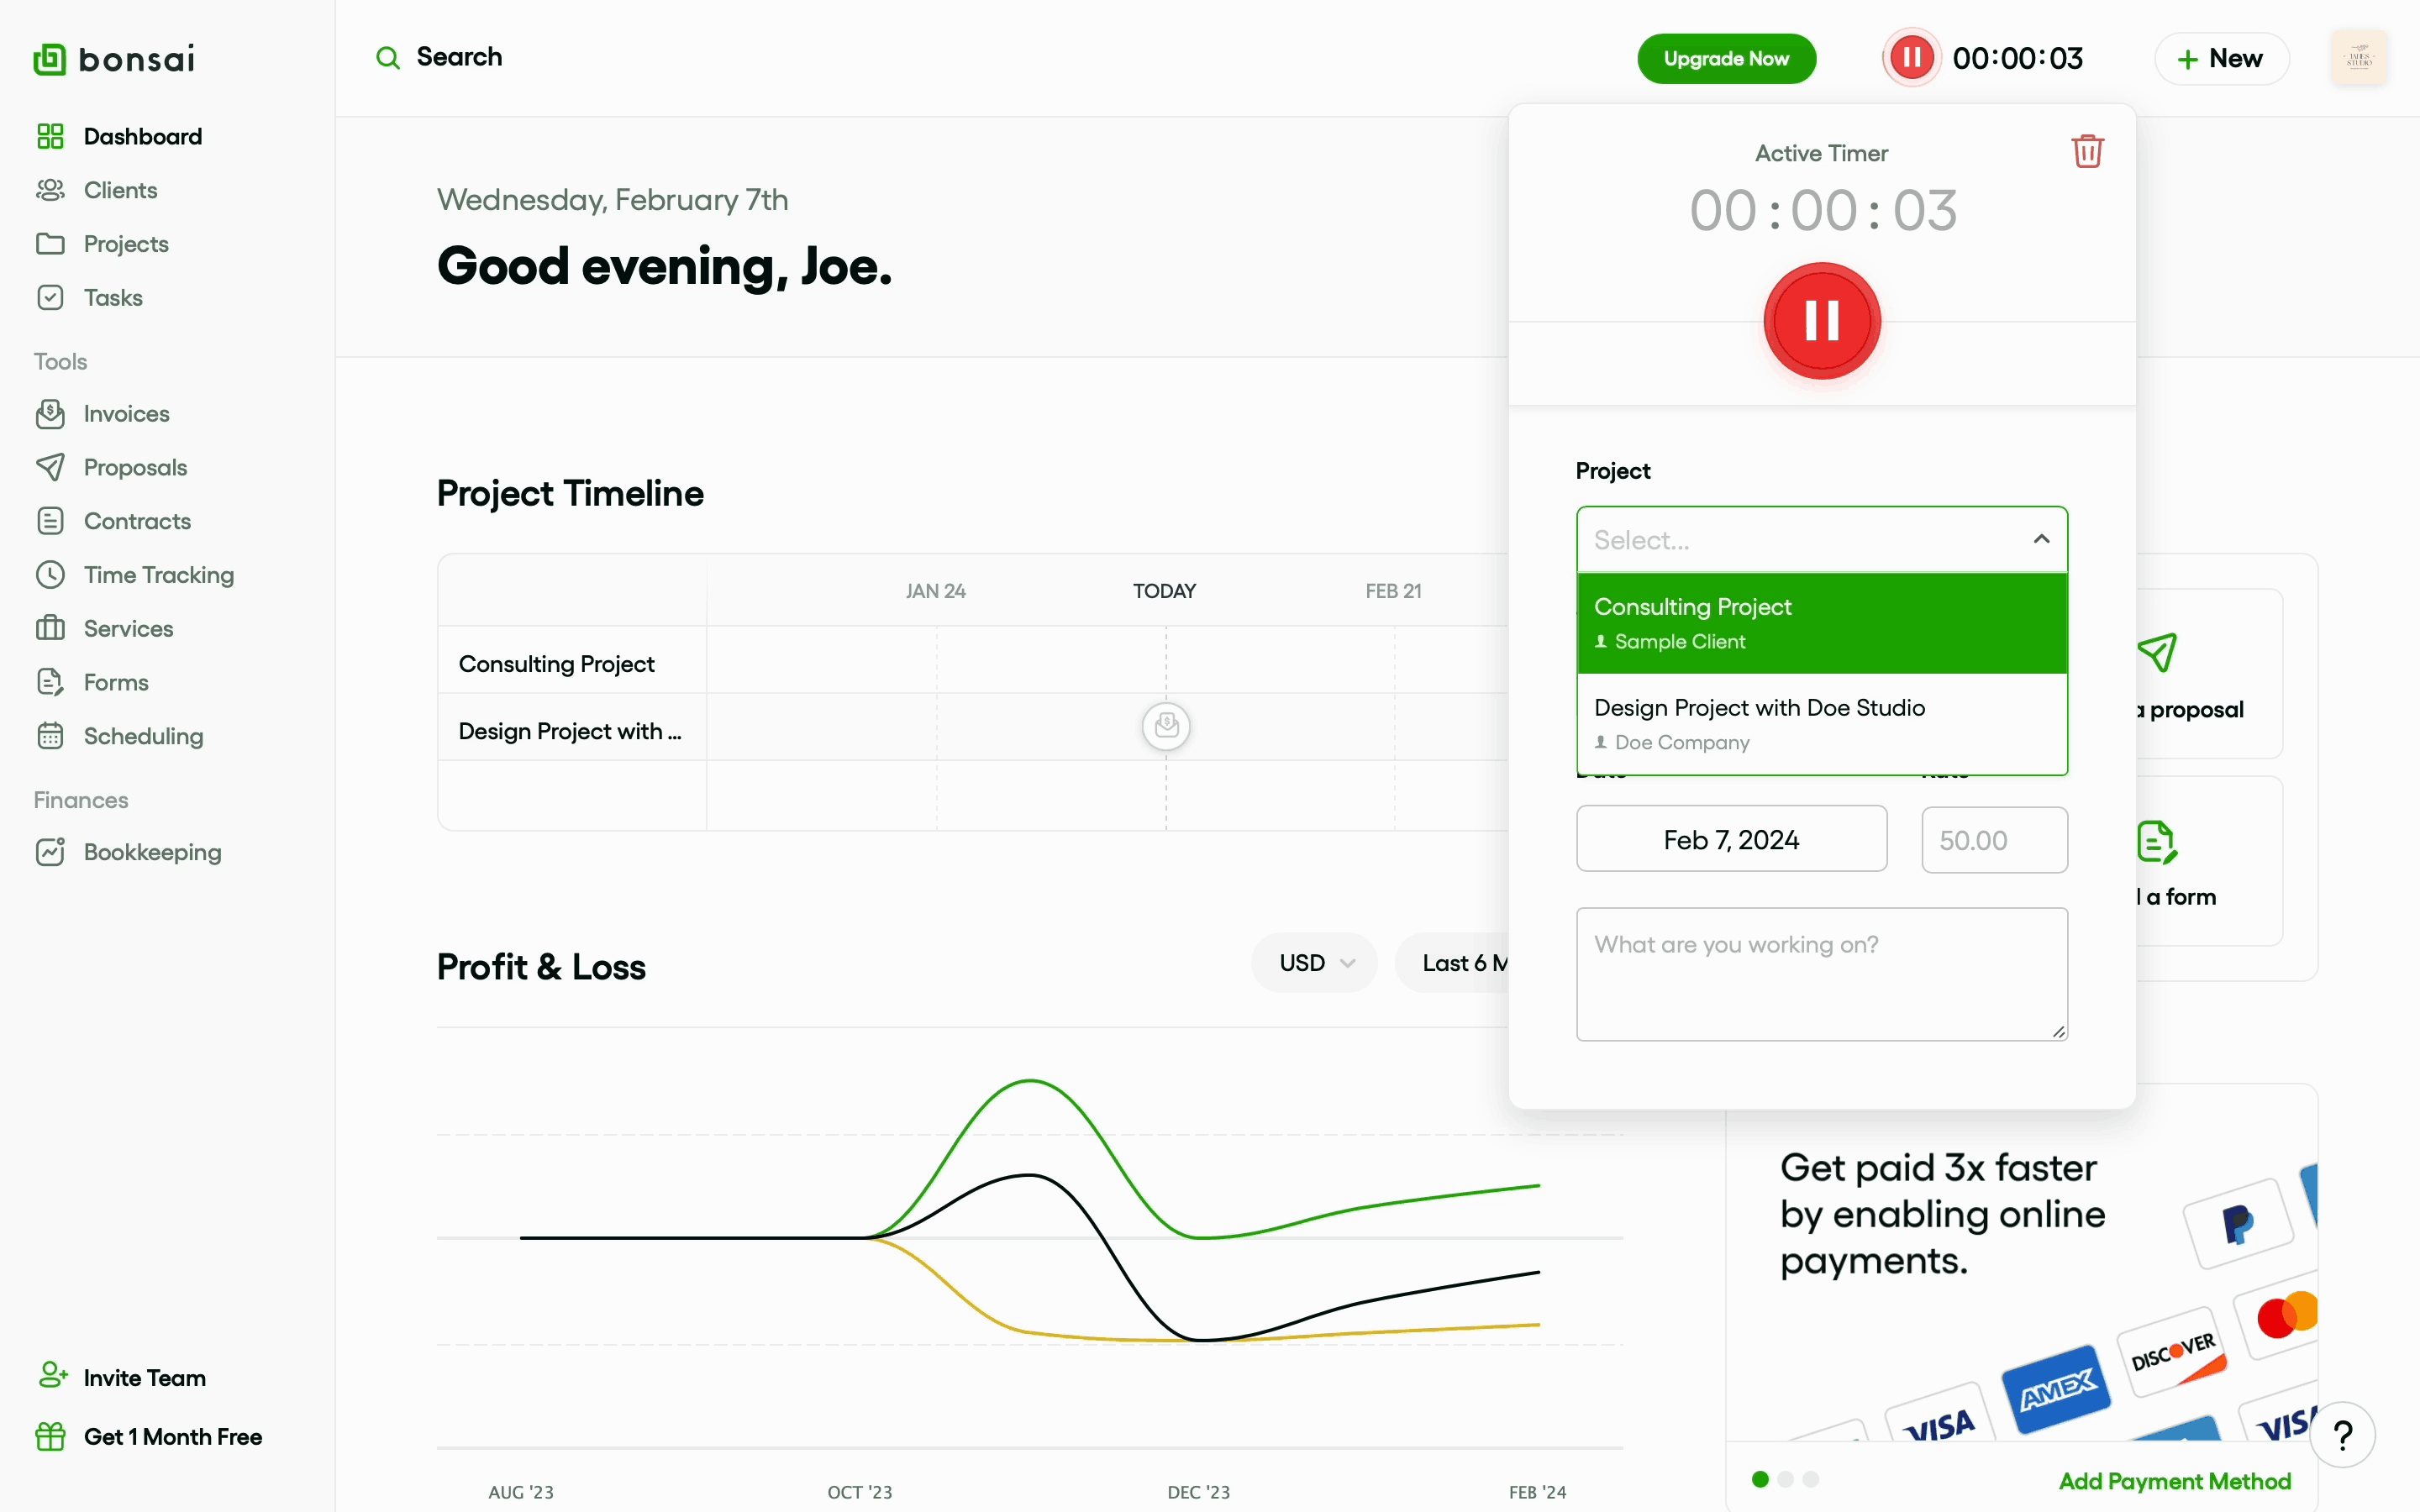 bonsai
Dashboard
Clients
Projects
Tasks
Tools
Invoices
Proposals
Contracts
Time Tracking
Services
Forms
Scheduling
Finances
Bookkeeping
Invite Team
Get 1 Month Free
Search
Upgrade Now
00:00:03
+ New
JAMES
STUDIO
Wednesday, February 7th
Good evening, Joe.
Project Timeline
JAN 24
TODAY
FEB 21
Consulting Project
Design Project with ...
Profit & Loss
USD
Last 6 M
AUG '23
OCT '23
DEC '23
FEB '24
Active Timer
00:00:03
Project
Select...
Consulting Project
Sample Client
Design Project with Doe Studio
Doe Company
Feb 7, 2024
50.00
What are you working on?
a proposal
a form
Get paid 3x faster
by enabling online
payments.
DISCOVER
AMEX
VISA
VISA
?
Add Payment Method